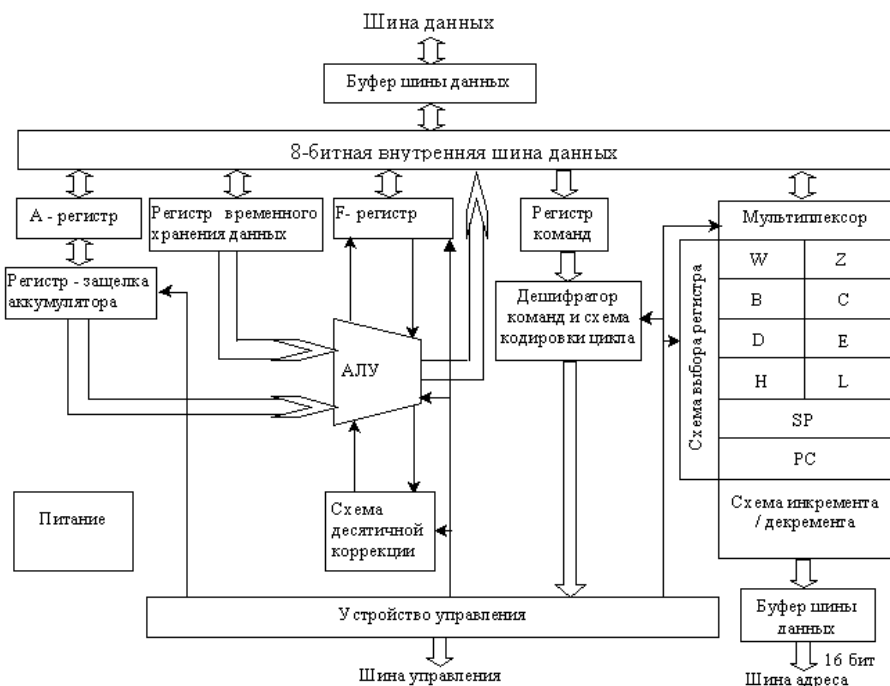 Шина данных
Буфер шины данных
8-битная внутренняя шина данных
А - регистр
Регистр временного
хранения данных
F- регистр
Регистр
команд
Мультиплексор
Регистр - защелка
аккумулятора
Дешифратор
команд и схема
кодировки цикла
Схема выбора регистра
W Z
B C
D E
H L
SP
PC
АЛУ
Питание
Схема
десятичной
коррекции
Схема инкремента
/ декремента
Устройство управления
Буфер шины
данных
Шина управления
16 бит
Шина адреса